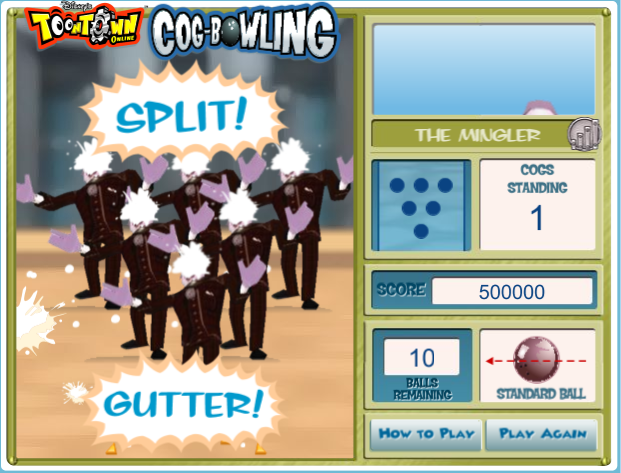 Disney's
TOONTOWN
ONLINE
COG-BOWLING
SPLIT!
THE MINGLER
COGS
STANDING
1
SCORE
500000
10
BALLS
REMAINING
STANDARD BALL
GUTTER!
HOW TO PLAY
PLAY AGAIN